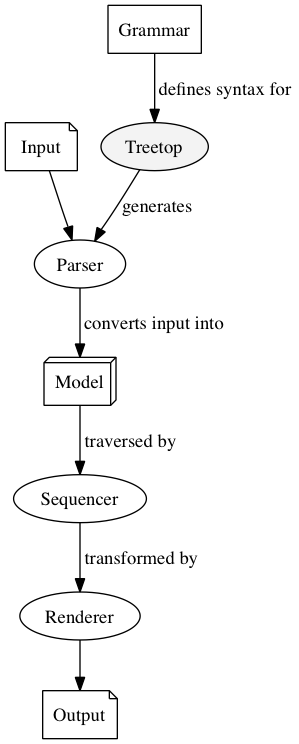 Grammar
defines syntax for
Input
Treetop
generates
Parser
converts input into
Model
traversed by
Sequencer
transformed by
Renderer
Output